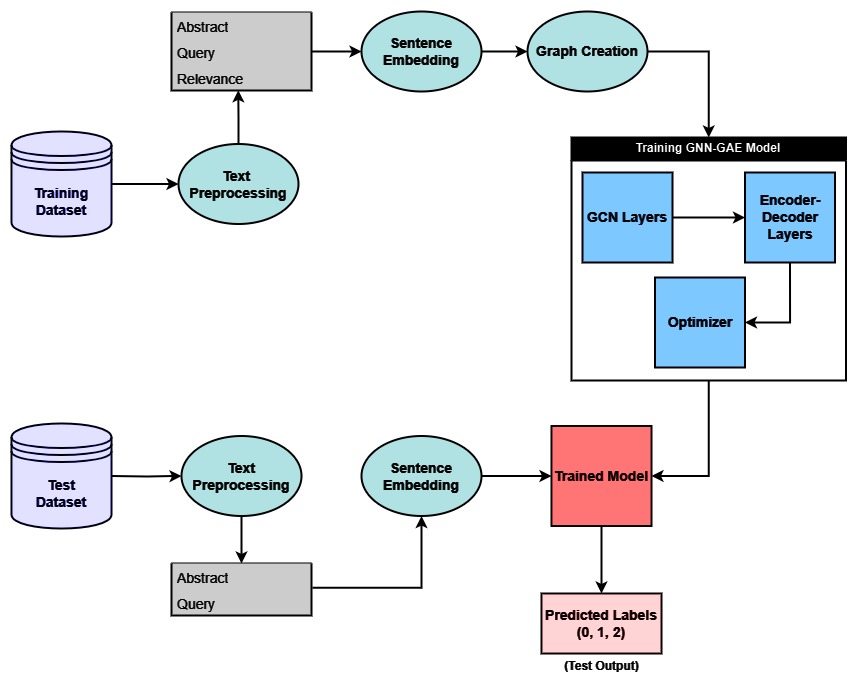 Abstract
Query
Relevance
Sentence
Embedding
Graph Creation
Training
Dataset
Text
Preprocessing
Training GNN-GAE Model
GCN Layers
Encoder-
Decoder
Layers
Optimizer
Test
Dataset
Text
Preprocessing
Sentence
Embedding
Trained Model
Abstract
Query
Predicted Labels
(0, 1, 2)
(Test Output)